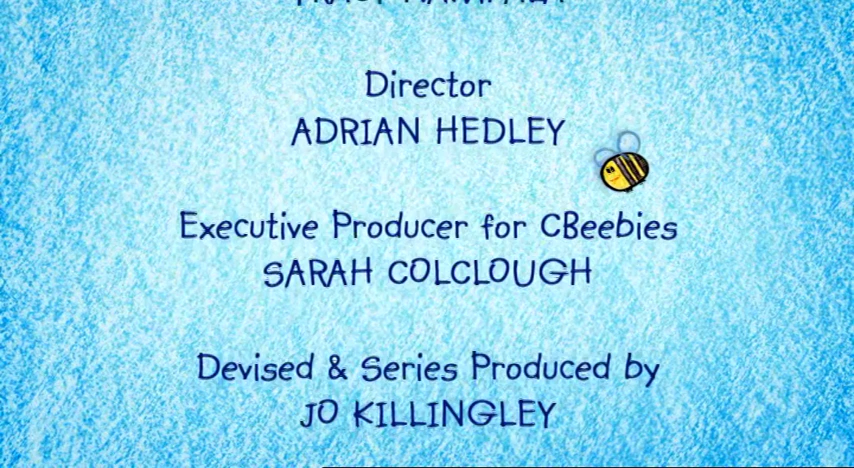 Director
ADRIAN HEDLEY
Executive Producer for CBeebies
SARAH COLCLOUGH
Devised & Series Produced by
JO KILLINGLEY